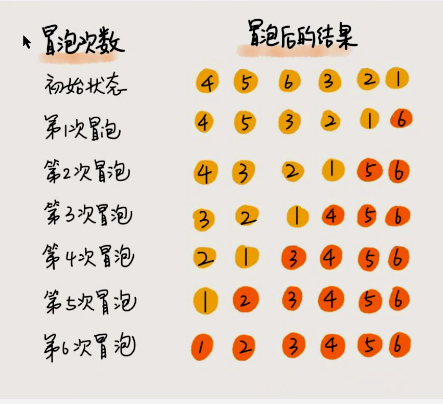 冒泡次数 冒泡后的结果
初始状态 4 5 6 3 2 1
第1次冒泡 4 5 3 2 1 6
第2次冒泡 4 3 2 1 5 6
第3次冒泡 3 2 1 4 5 6
第4次冒泡 2 1 3 4 5 6
第5次冒泡 1 2 3 4 5 6
第6次冒泡 1 2 3 4 5 6